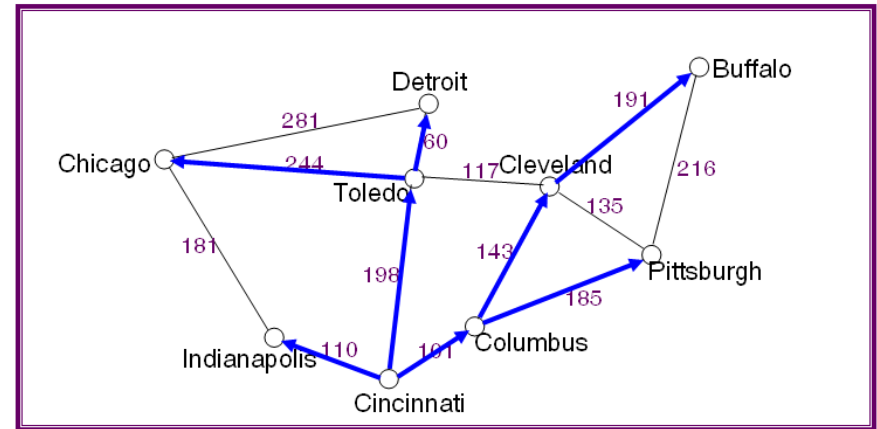 Buffalo
Detroit
191
281
60
Chicago
244
117
Cleveland
216
Toledo
135
181
143
198
Pittsburgh
185
Indianapolis
110
101
Columbus
Cincinnati